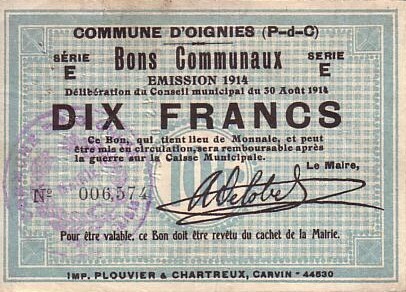 COMMUNE D'OIGNIES (P-d-C)
SÉRIE E Bons Communaux SERIE E
EMISSION 1914
Délibération du Conseil municipal du 30 Août 1914
DIX FRANCS
Ce Bon, qui tient lieu de Monnaie, et peut
être mis en circulation, sera remboursable après
la guerre sur la Caisse Municipale.
Le Maire,
Nº 006,574
10
Pour être valable, ce Bon doit être revêtu du cachet de la Mairie.
IMP. PLOUVIER & CHARTREUX, CARVIN - 44530